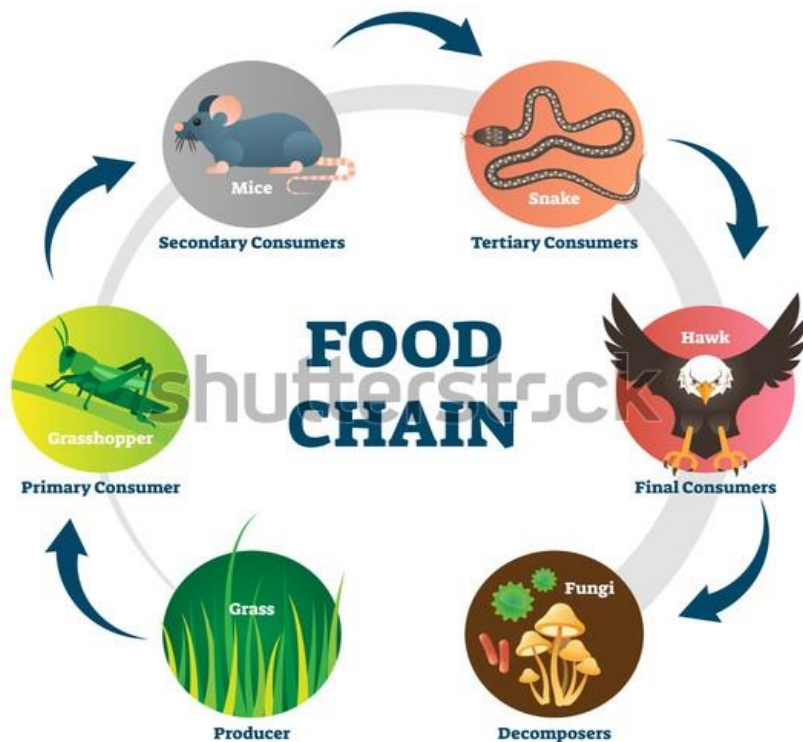 Mice
Secondary Consumers
Snake
Tertiary Consumers
Hawk
Final Consumers
FOOD
CHAIN
shutterstock
Grasshopper
Primary Consumer
Grass
Producer
Fungi
Decomposers